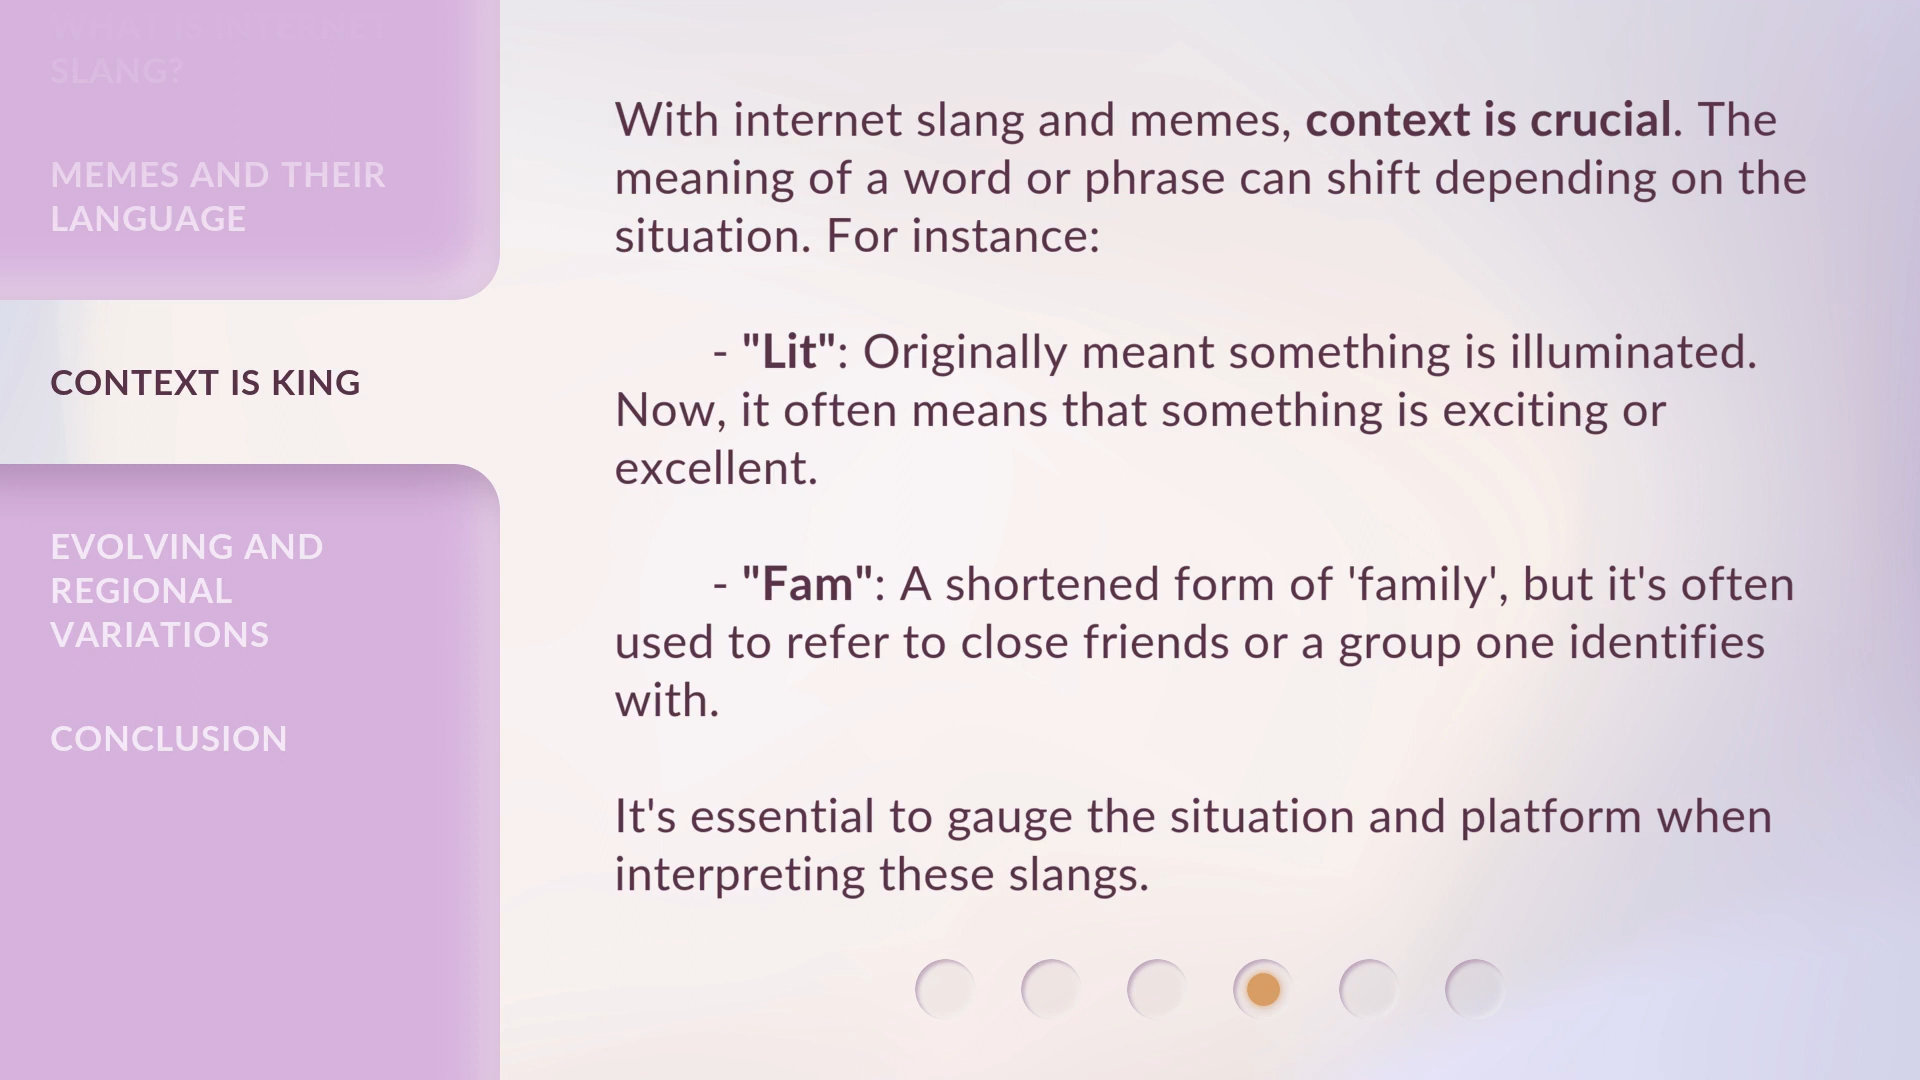 WHAT IS INTERNET
SLANG?
MEMES AND THEIR
LANGUAGE
CONTEXT IS KING
EVOLVING AND
REGIONAL
VARIATIONS
CONCLUSION
With internet slang and memes, context is crucial. The
meaning of a word or phrase can shift depending on the
situation. For instance:
- "Lit": Originally meant something is illuminated.
Now, it often means that something is exciting or
excellent.
- "Fam": A shortened form of 'family', but it's often
used to refer to close friends or a group one identifies
with.
It's essential to gauge the situation and platform when
interpreting these slangs.